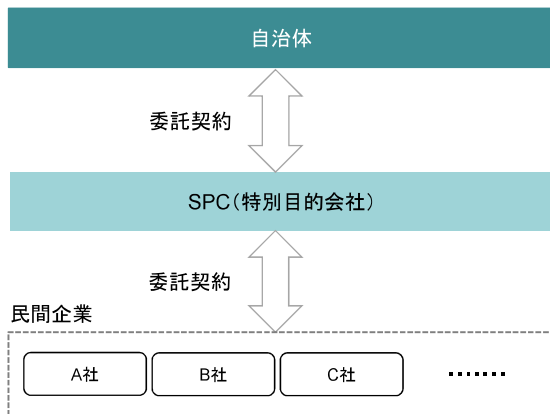 自治体
委託契約
SPC(特別目的会社)
委託契約
民間企業
A社 B社 C社 ・・・・・・・